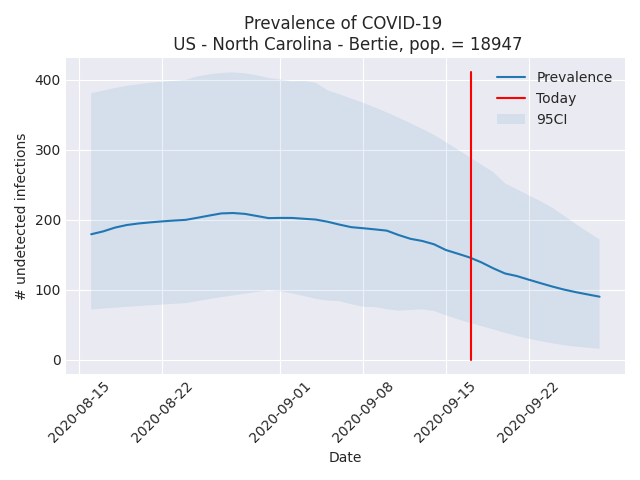 Prevalence of COVID-19
US - North Carolina - Bertie, pop. = 18947
Prevalence
Today
95CI
400
300
200
100
0
# undetected infections
2020-08-15
2020-08-22
2020-09-01
2020-09-08
2020-09-15
2020-09-22
Date